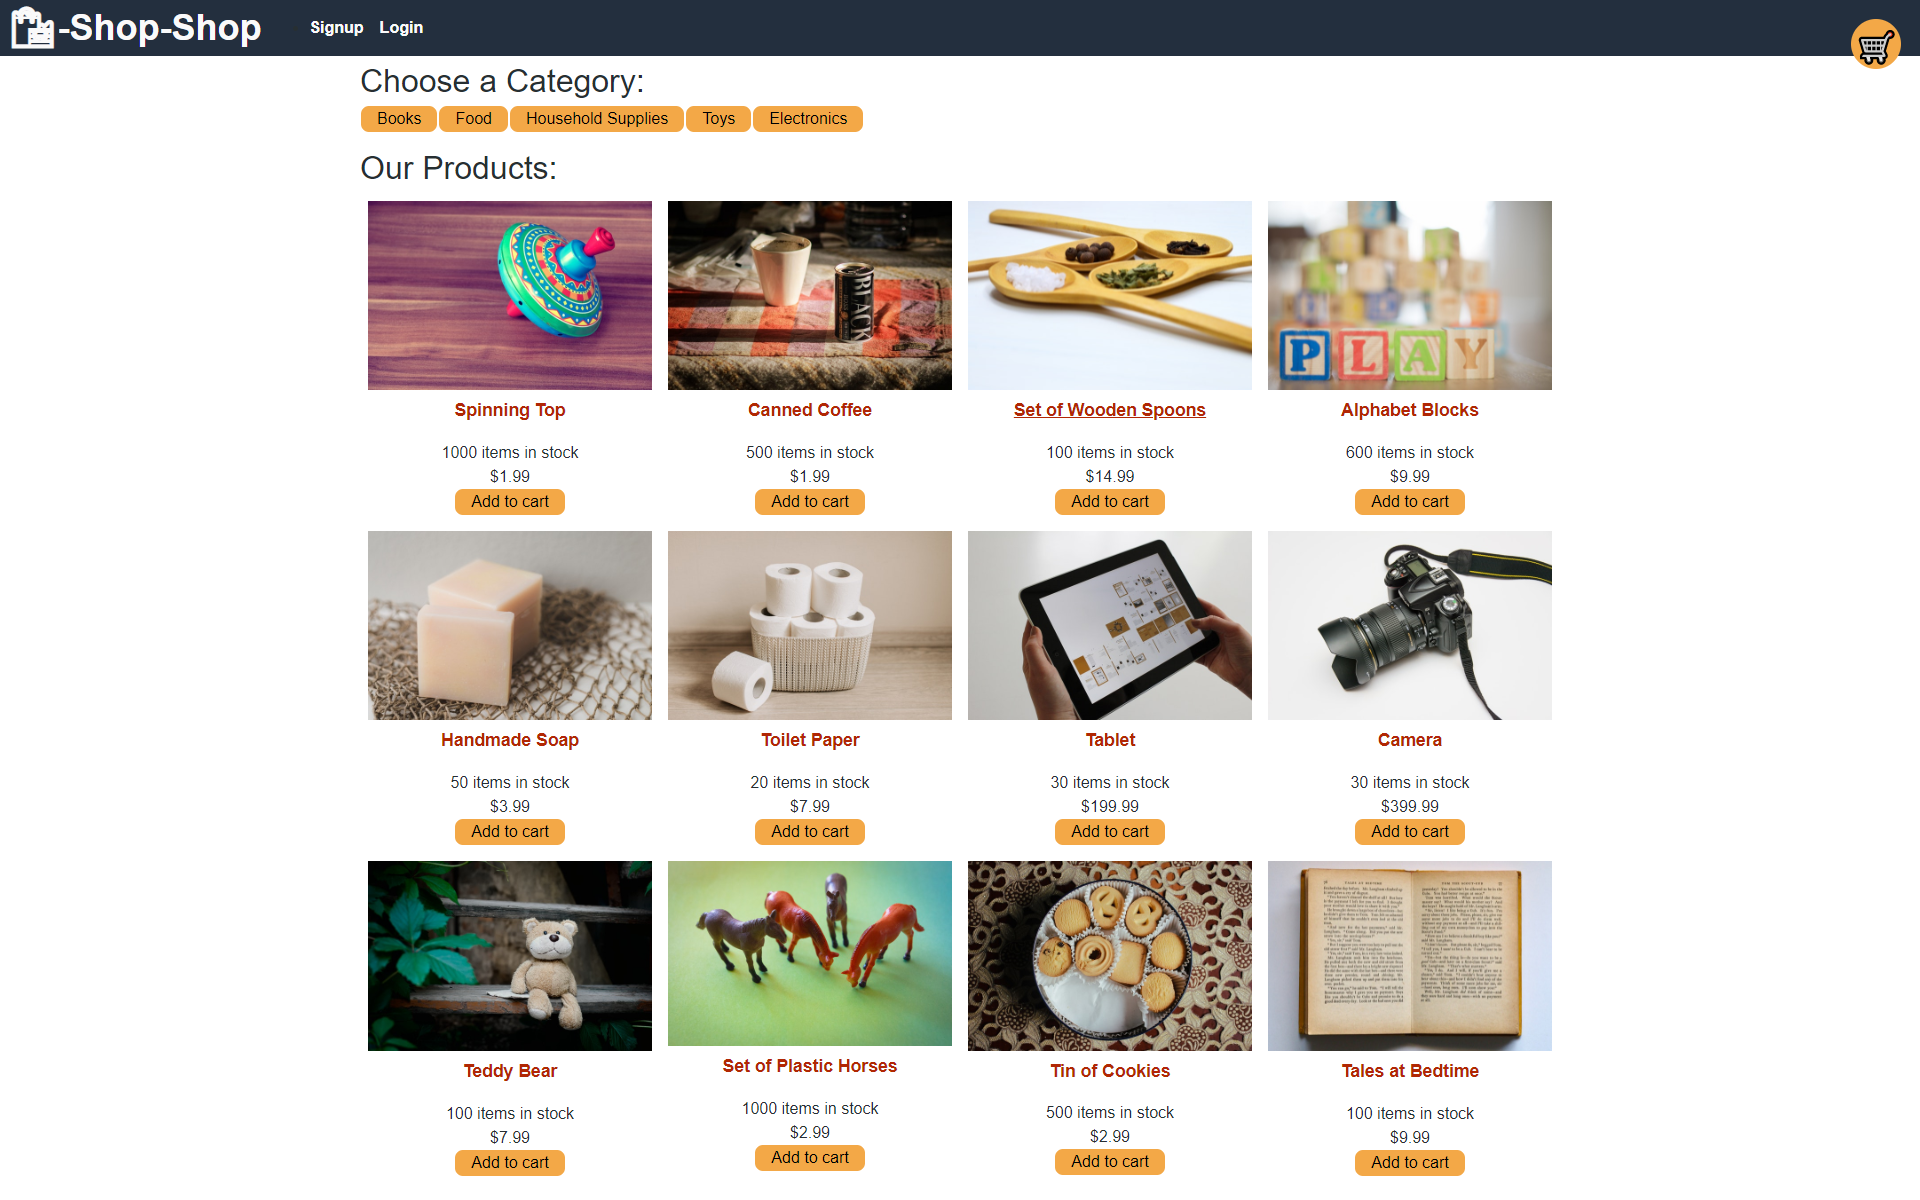 -Shop-Shop
Signup Login
Choose a Category:
Books Food Household Supplies Toys Electronics
Our Products:
BLACK
PLAY
Spinning Top Canned Coffee Set of Wooden Spoons Alphabet Blocks
1000 items in stock 500 items in stock 100 items in stock 600 items in stock
$1.99 $1.99 $14.99 $9.99
Add to cart Add to cart Add to cart Add to cart
Handmade Soap Toilet Paper Tablet Camera
50 items in stock 20 items in stock 30 items in stock 30 items in stock
$3.99 $7.99 $199.99 $399.99
Add to cart Add to cart Add to cart Add to cart
Teddy Bear Set of Plastic Horses Tin of Cookies Tales at Bedtime
100 items in stock 1000 items in stock 500 items in stock 100 items in stock
$7.99 $2.99 $2.99 $9.99
Add to cart Add to cart Add to cart Add to cart